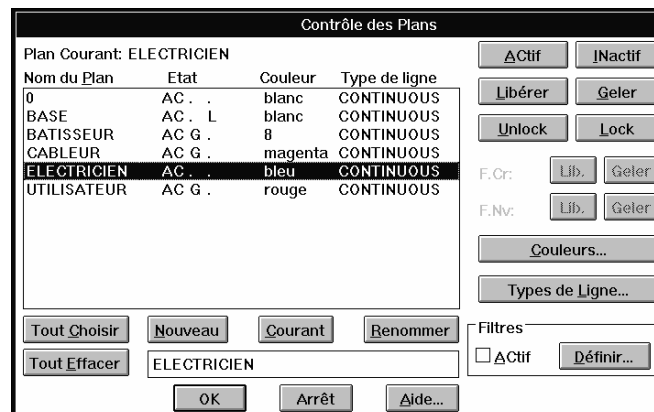 Contrôle des Plans
Plan Courant: ELECTRICIEN
Nom du Plan Etat Couleur Type de ligne
0 AC . . blanc CONTINUOUS
BASE AC . L blanc CONTINUOUS
BATISSEUR AC G . 8 CONTINUOUS
CABLEUR AC G . magenta CONTINUOUS
ELECTRICIEN AC . . bleu CONTINUOUS
UTILISATEUR AC G . rouge CONTINUOUS
ACtif INactif
Libérer Geler
Unlock Lock
F.Cr: Lib. Geler
F.Nv: Lib. Geler
Couleurs...
Types de Ligne...
Tout Choisir Nouveau Courant Renommer
Tout Effacer ELECTRICIEN
Filtres
ACtif Définir...
OK Arrêt Aide...